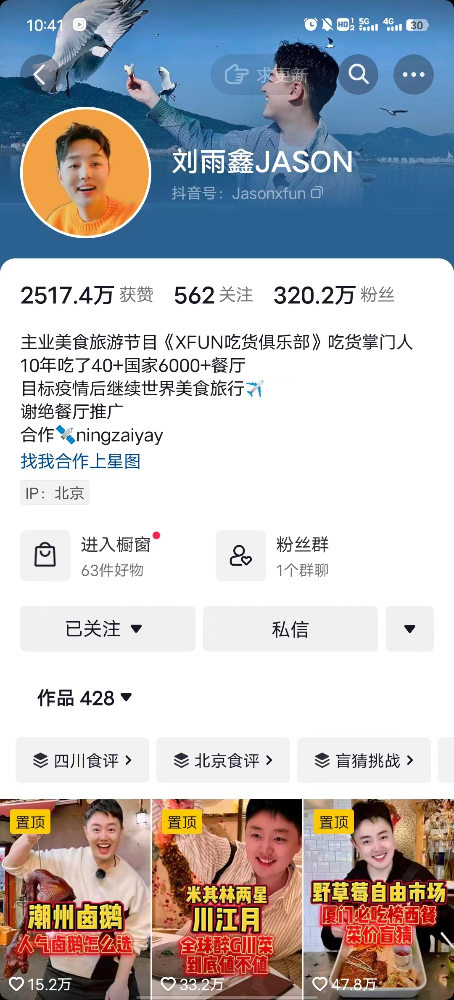 10:41
HD 1 2 5G 4G 30
求更新
刘雨鑫JASON
抖音号：Jasonxfun
2517.4万 获赞 562 关注 320.2万 粉丝
主业美食旅游节目《XFUN吃货俱乐部》吃货掌门人
10年吃了40+国家6000+餐厅
目标疫情后继续世界美食旅行✈️
谢绝餐厅推广
合作🛰️ningzaiyay
找我合作上星图
IP：北京
进入橱窗
63件好物
粉丝群
1个群聊
已关注
私信
作品 428
四川食评
北京食评
盲猜挑战
置顶
潮州卤鹅
人气卤鹅怎么选
15.2万
置顶
米其林两星
川江月
全球醉G川菜
到底值不值
33.2万
置顶
野草莓自由市场
厦门必吃榜西餐
菜价盲猜
47.8万